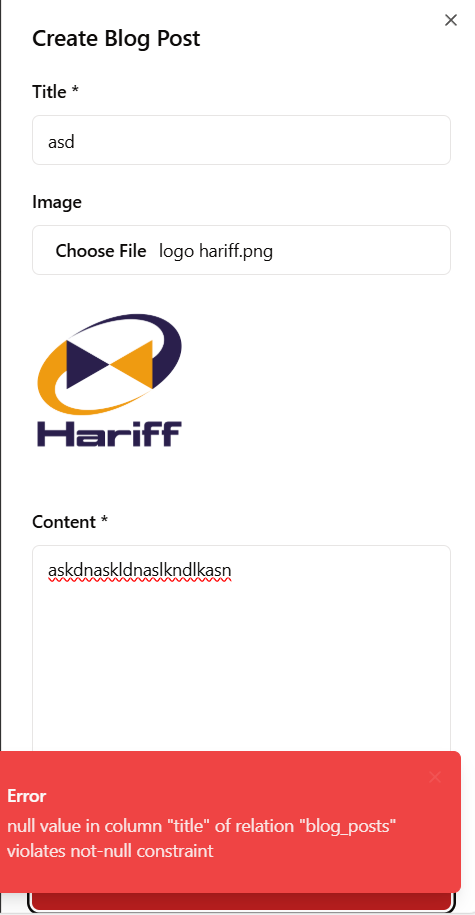 Create Blog Post
Title *
asd
Image
Choose File logo hariff.png
Hariff
Content *
askdnaskldnaslkndlkasn
Error
null value in column "title" of relation "blog_posts"
violates not-null constraint